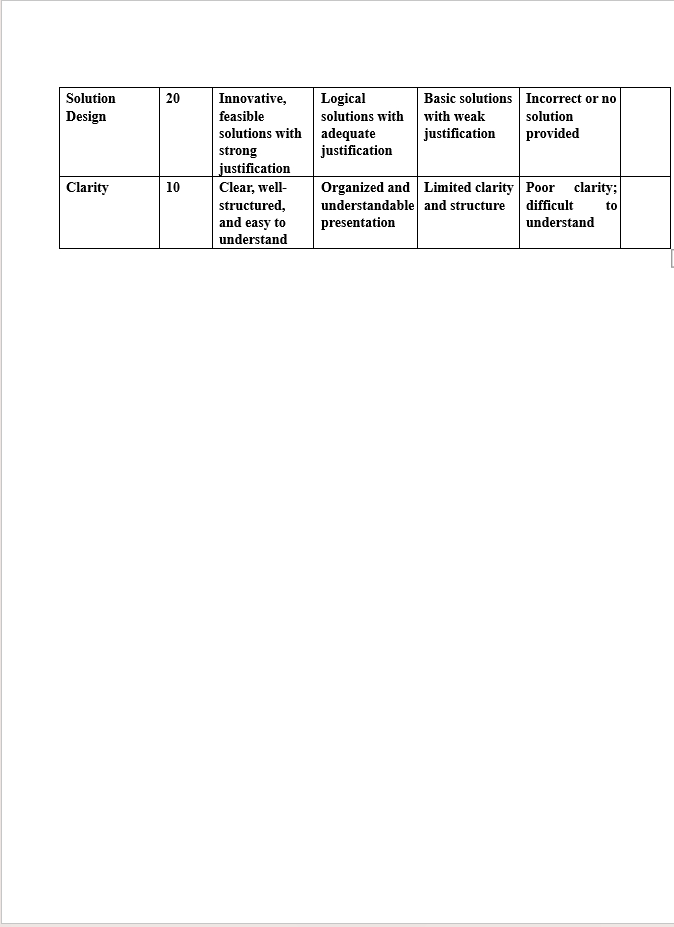 Solution
Design
20
Innovative,
feasible
solutions with
strong
justification
Logical
solutions with
adequate
justification
Basic solutions
with weak
justification
Incorrect or no
solution
provided
Clarity
10
Clear, well-
structured,
and easy to
understand
Organized and
understandable
presentation
Limited clarity
and structure
Poor clarity;
difficult to
understand